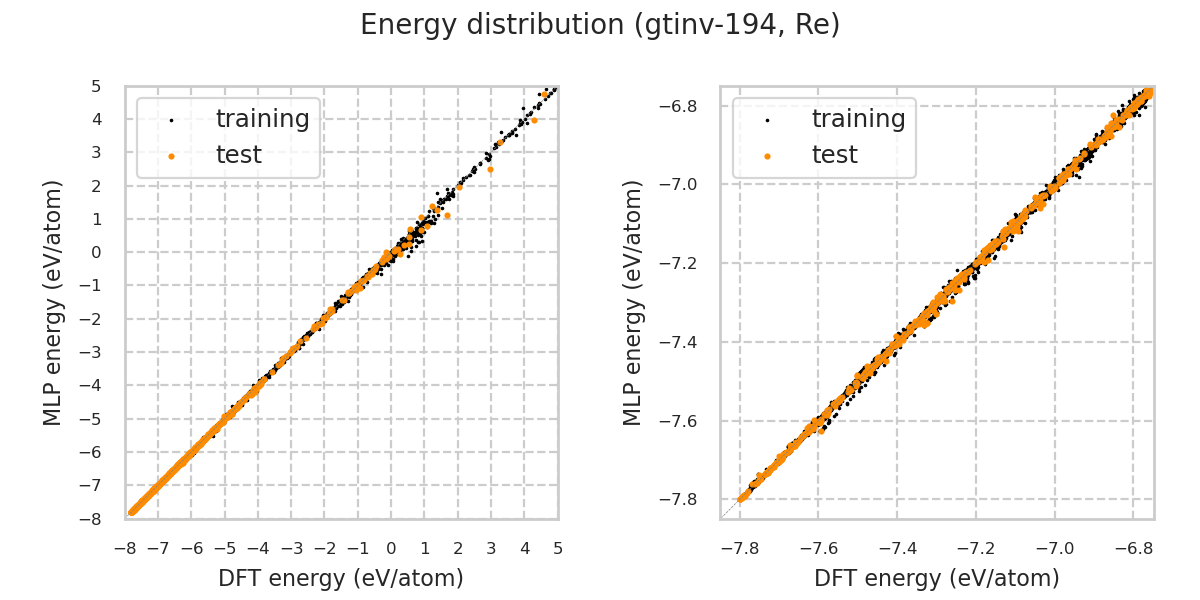 Energy distribution (gtinv-194, Re)
training
test
5
4
3
2
1
0
−1
−2
−3
−4
−5
−6
−7
−8
−8 −7 −6 −5 −4 −3 −2 −1 0 1 2 3 4 5
MLP energy (eV/atom)
DFT energy (eV/atom)
training
test
−6.8
−7.0
−7.2
−7.4
−7.6
−7.8
−7.8 −7.6 −7.4 −7.2 −7.0 −6.8
MLP energy (eV/atom)
DFT energy (eV/atom)